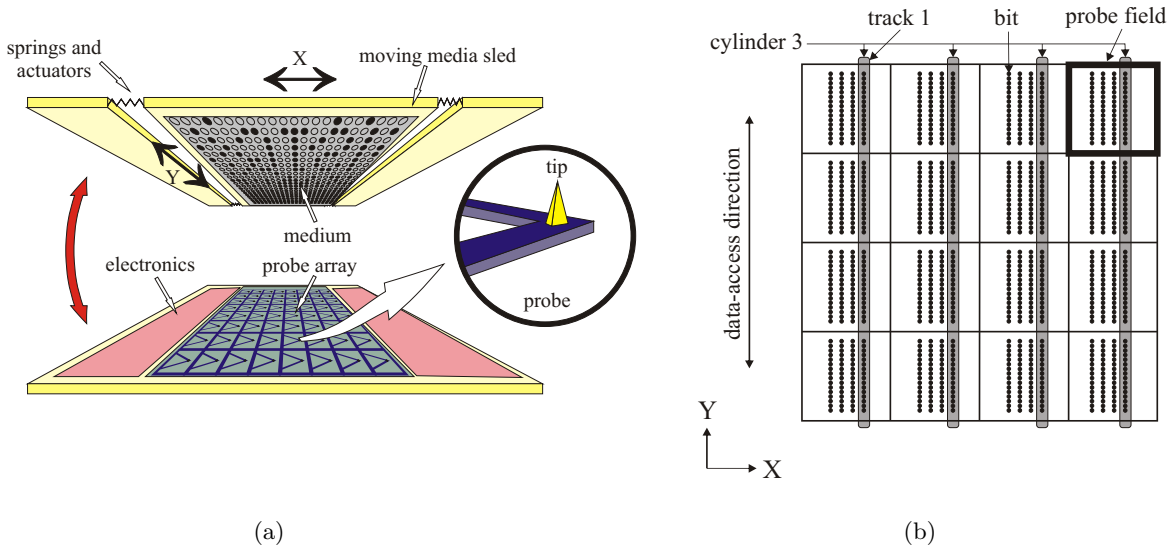 springs and
actuators
X
moving media sled
Y
medium
tip
probe
electronics
probe array
(a)
track 1
bit
probe field
cylinder 3
data-access direction
Y
X
(b)